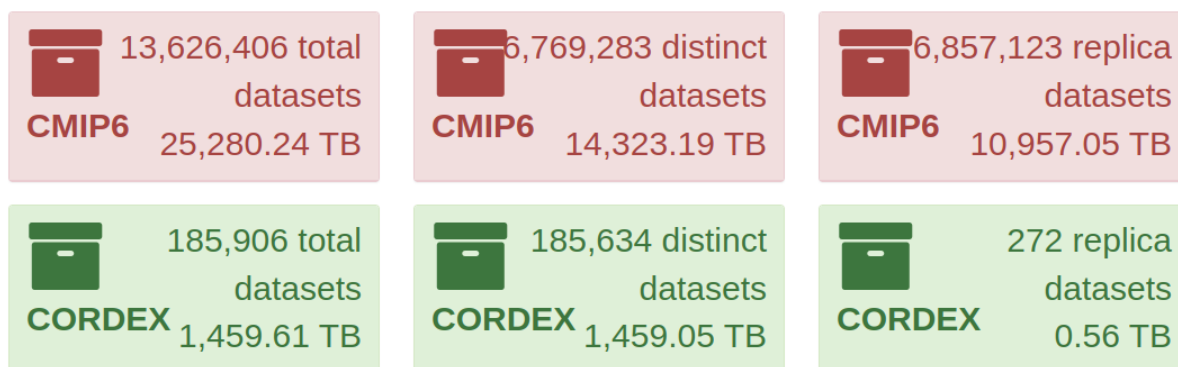 13,626,406 total
datasets
CMIP6
25,280.24 TB
6,769,283 distinct
datasets
CMIP6
14,323.19 TB
6,857,123 replica
datasets
CMIP6
10,957.05 TB
185,906 total
datasets
CORDEX
1,459.61 TB
185,634 distinct
datasets
CORDEX
1,459.05 TB
272 replica
datasets
CORDEX
0.56 TB